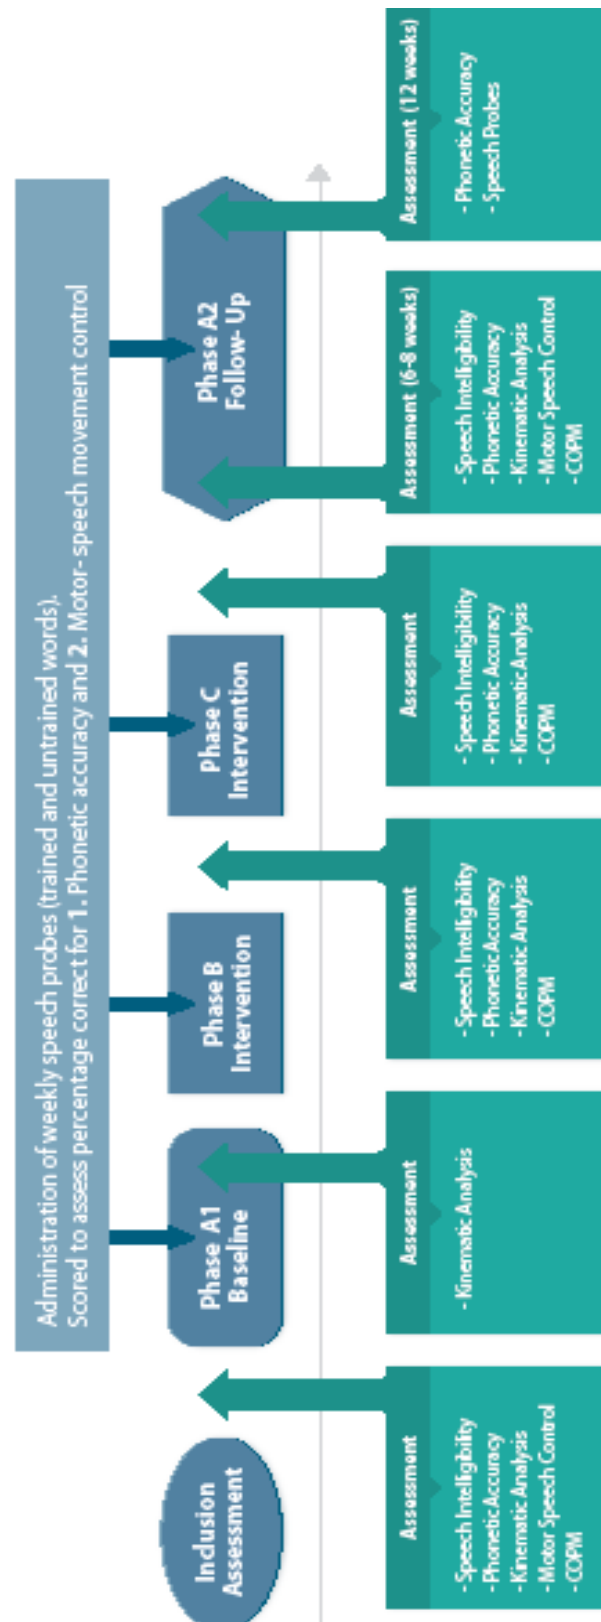 Administration of weekly speech probes (trained and untrained words).
Scored to assess percentage correct for 1. Phonetic accuracy and 2. Motor-speech movement control
Inclusion
Assessment
Phase A1
Baseline
Phase B
Intervention
Phase C
Intervention
Phase A2
Follow- Up
Assessment
- Speech Intelligibility
- Phonetic Accuracy
- Kinematic Analysis
- Motor Speech Control
- COPM
Assessment
- Kinematic Analysis
Assessment
- Speech Intelligibility
- Phonetic Accuracy
- Kinematic Analysis
- COPM
Assessment
- Speech Intelligibility
- Phonetic Accuracy
- Kinematic Analysis
- COPM
Assessment (6-8 weeks)
- Speech Intelligibility
- Phonetic Accuracy
- Kinematic Analysis
- Motor Speech Control
- COPM
Assessment (12 weeks)
- Phonetic Accuracy
- Speech Probes